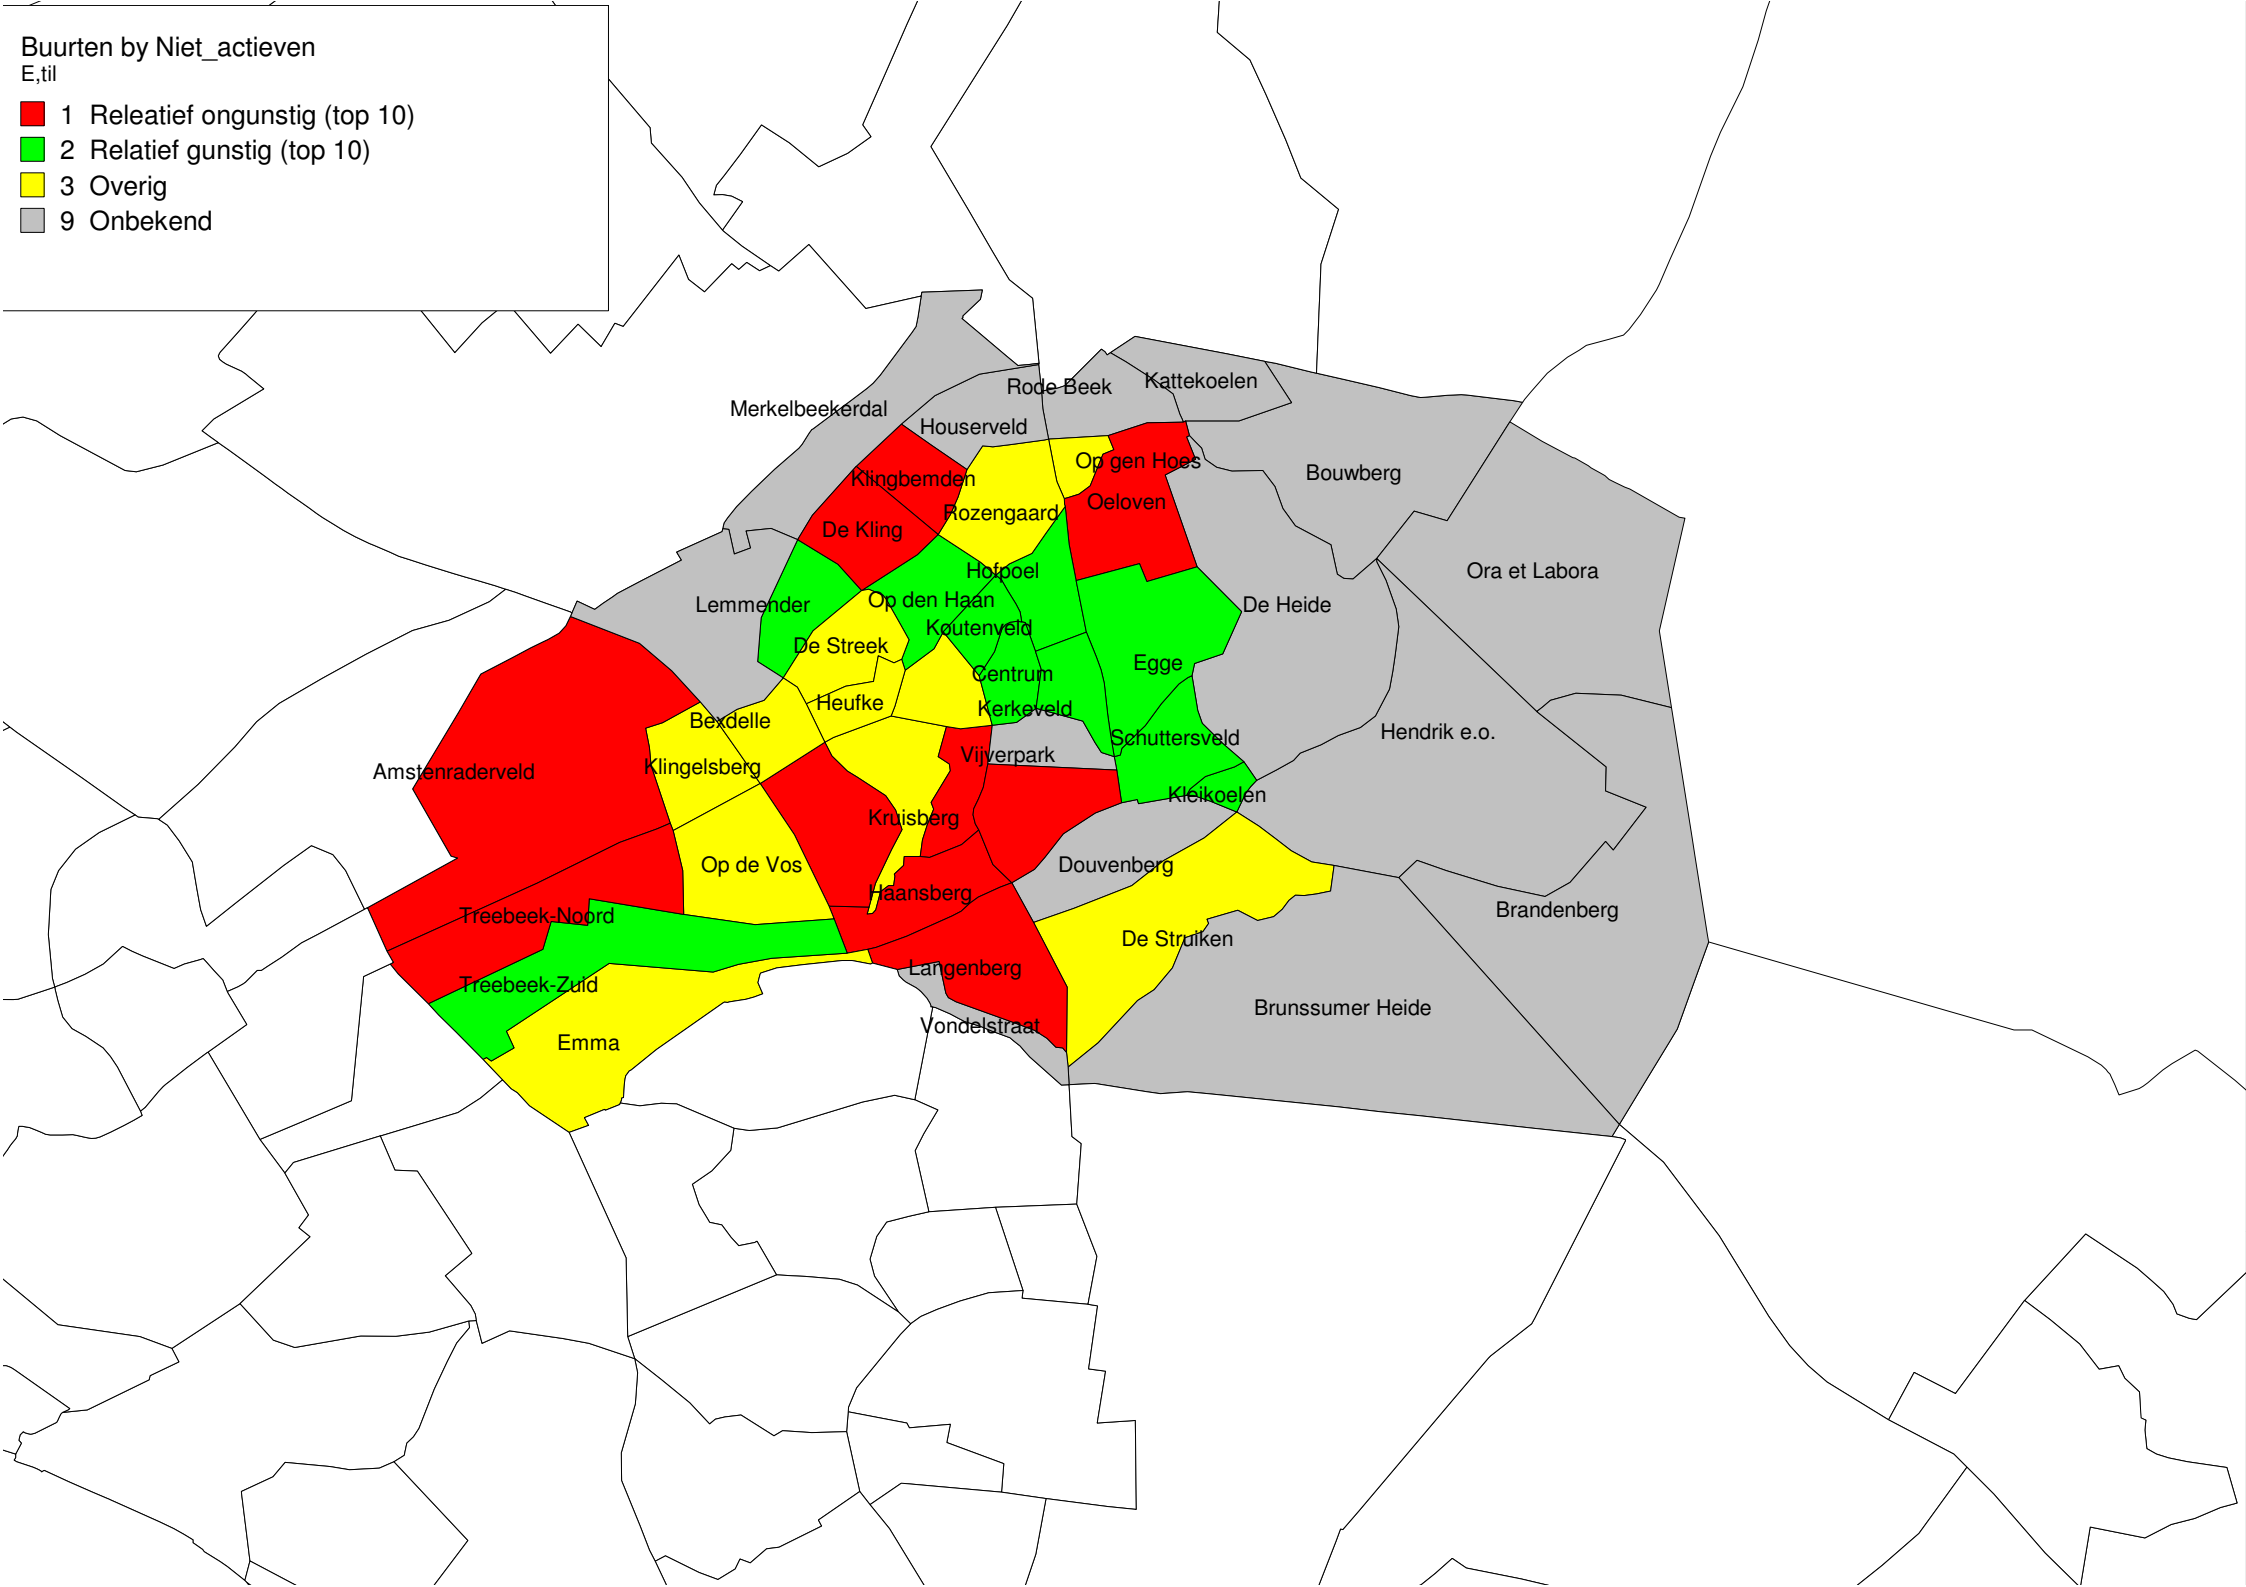 Buurten by Niet_actieven
E,til
1 Releatief ongunstig (top 10)
2 Relatief gunstig (top 10)
3 Overig
9 Onbekend
Rode Beek
Kattekoelen
Merkelbeekerdal
Houserveld
Op gen Hoes
Bouwberg
Klingbemden
Oeloven
Rozengaard
De Kling
Hofpoel
Ora et Labora
Op den Haan
Lemmender
De Heide
Koutenveld
De Streek
Egge
Centrum
Heufke
Kerkeveld
Bexdelle
Hendrik e.o.
Schuttersveld
Vijverpark
Klingelsberg
Amstenraderveld
Kleikoelen
Kruisberg
Op de Vos
Douvenberg
Haansberg
Brandenberg
Treebeek-Noord
De Struiken
Langenberg
Treebeek-Zuid
Brunssumer Heide
Vondelstraat
Emma